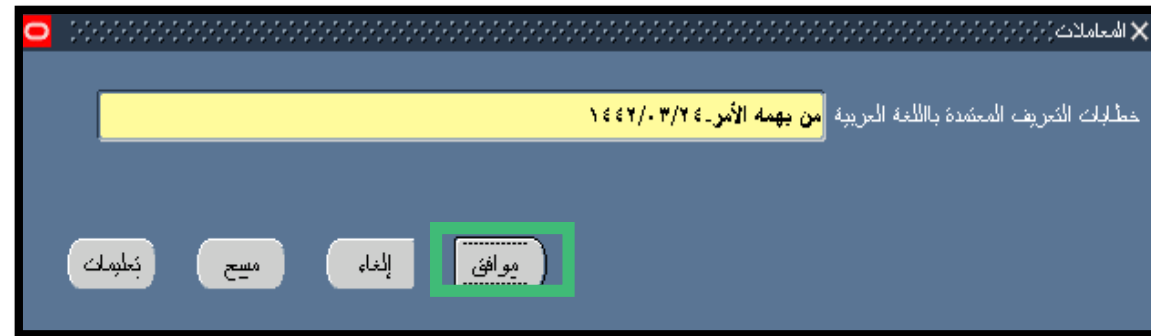 المعاملات
خطابات التعريف المعتمدة باللغة العربية من يهمه الأمر-١٤٤٢/٠٣/٢٤
موافق إلغاء مسح تعليمات